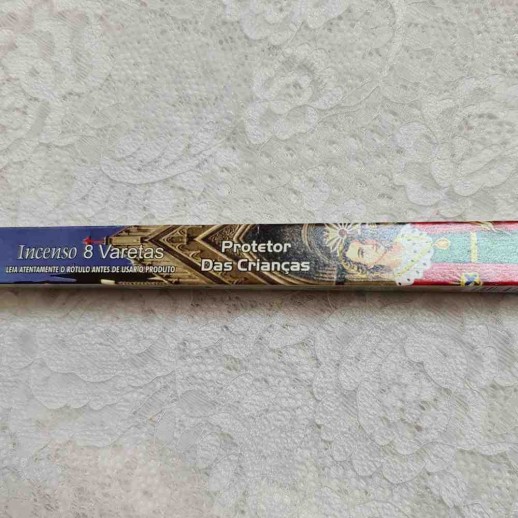 Incenso 8 Varetas
LEIA ATENTAMENTE O RÓTULO ANTES DE USAR O PRODUTO
Protetor
Das Crianças